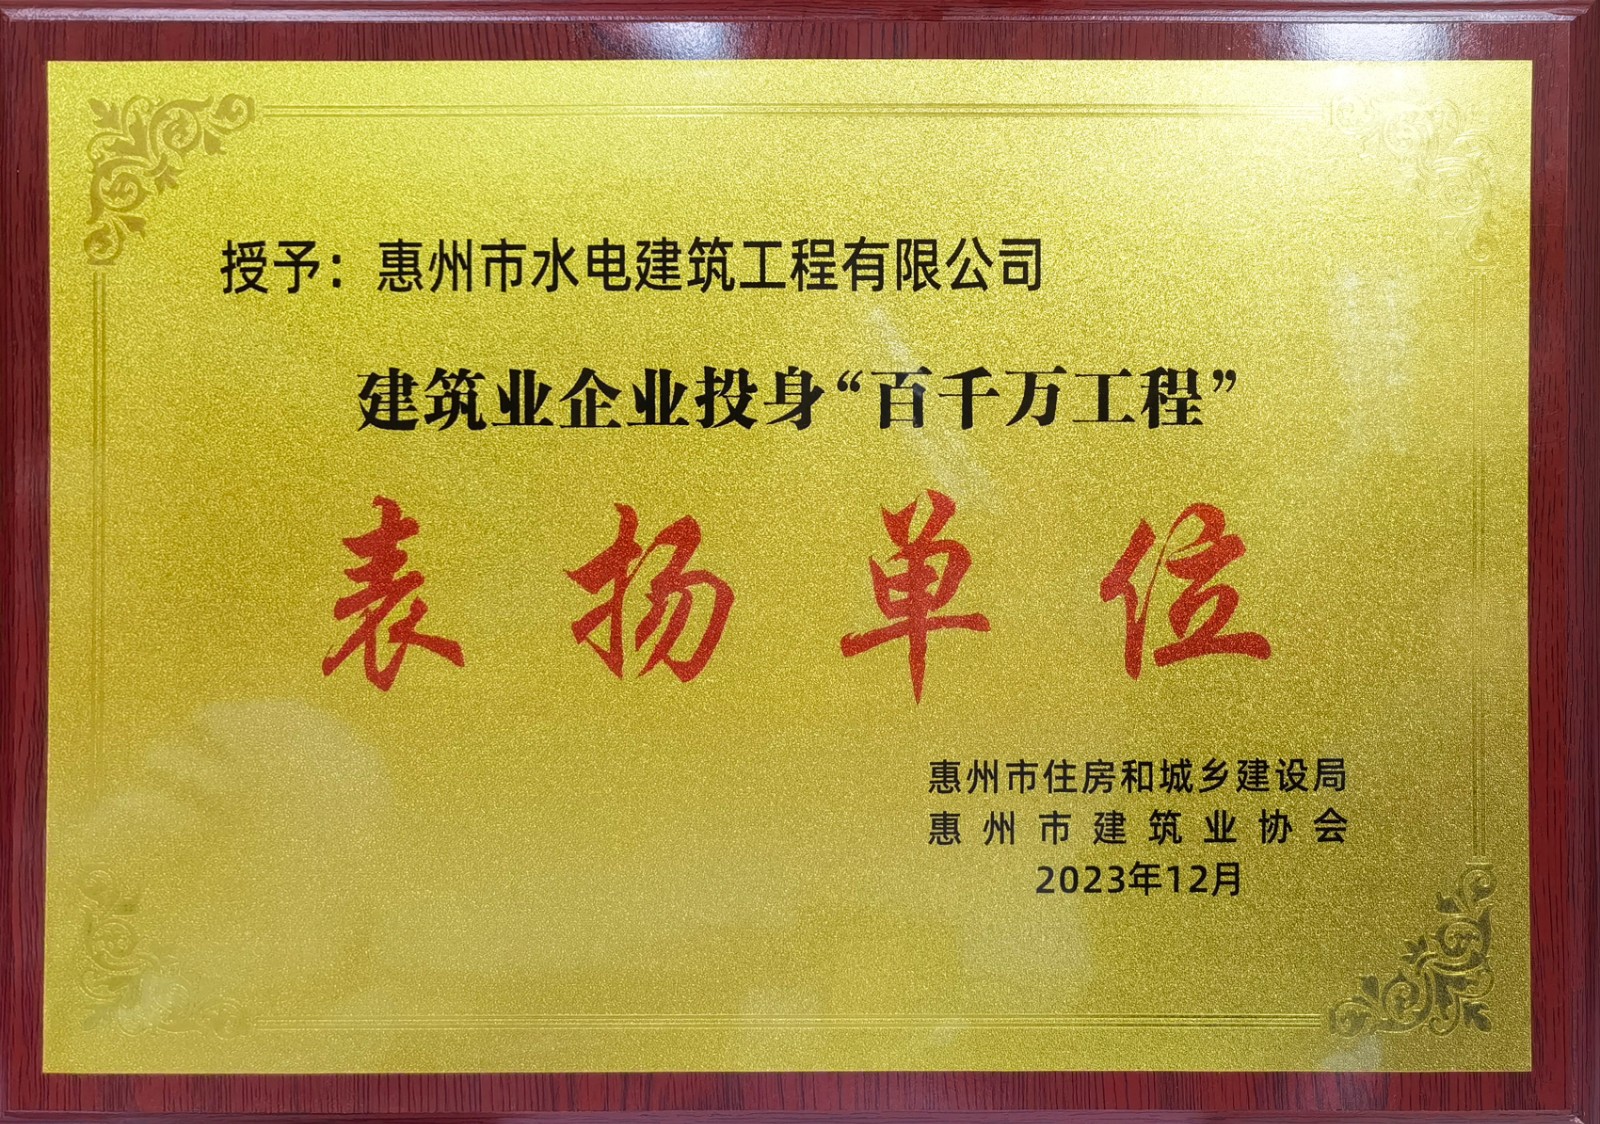 授予：惠州市水电建筑工程有限公司
建筑业企业投身“百千万工程”
表扬单位
惠州市住房和城乡建设局
惠州市建筑业协会
2023年12月